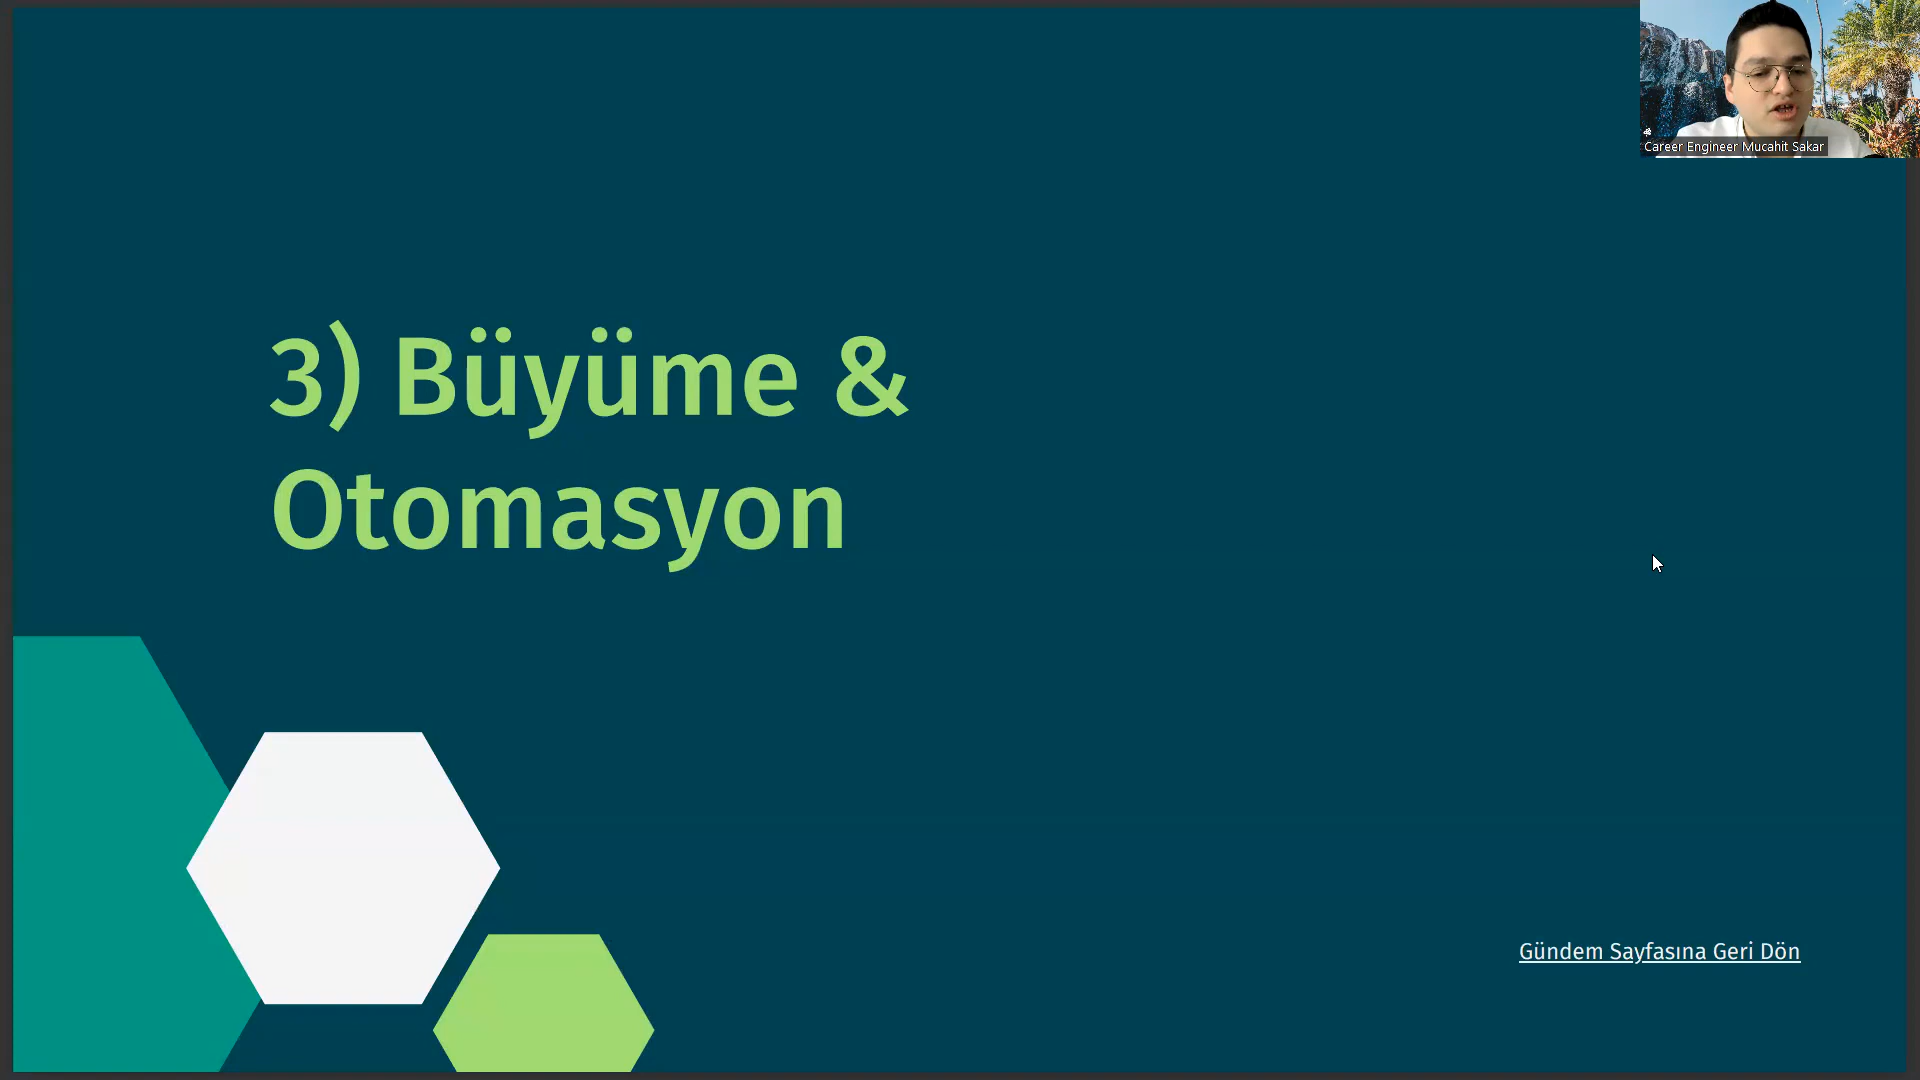 Career Engineer Mucahit Sakar
3) Büyüme &
Otomasyon
Gündem Sayfasına Geri Dön